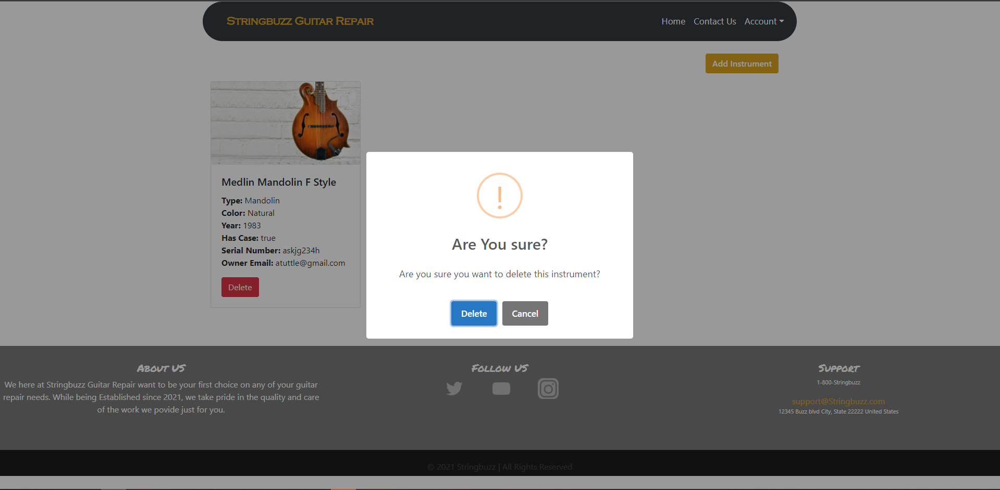 Stringbuzz Guitar Repair
Home Contact Us Account
Add Instrument
Medlin Mandolin F Style
Type: Mandolin
Color: Natural
Year: 1983
Has Case: true
Serial Number: askjg234h
Owner Email: atuttle@gmail.com
Delete
!
Are You sure?
Are you sure you want to delete this instrument?
Delete Cancel
About US
We here at Stringbuzz Guitar Repair want to be your first choice on any of your guitar
repair needs. While being Established since 2021, we take pride in the quality and care
of the work we povide just for you.
Follow US
Support
1-800-Stringbuzz
support@Stringbuzz.com
12345 Buzz blvd City, State 22222 United States
© 2021 Stringbuzz | All Rights Reserved